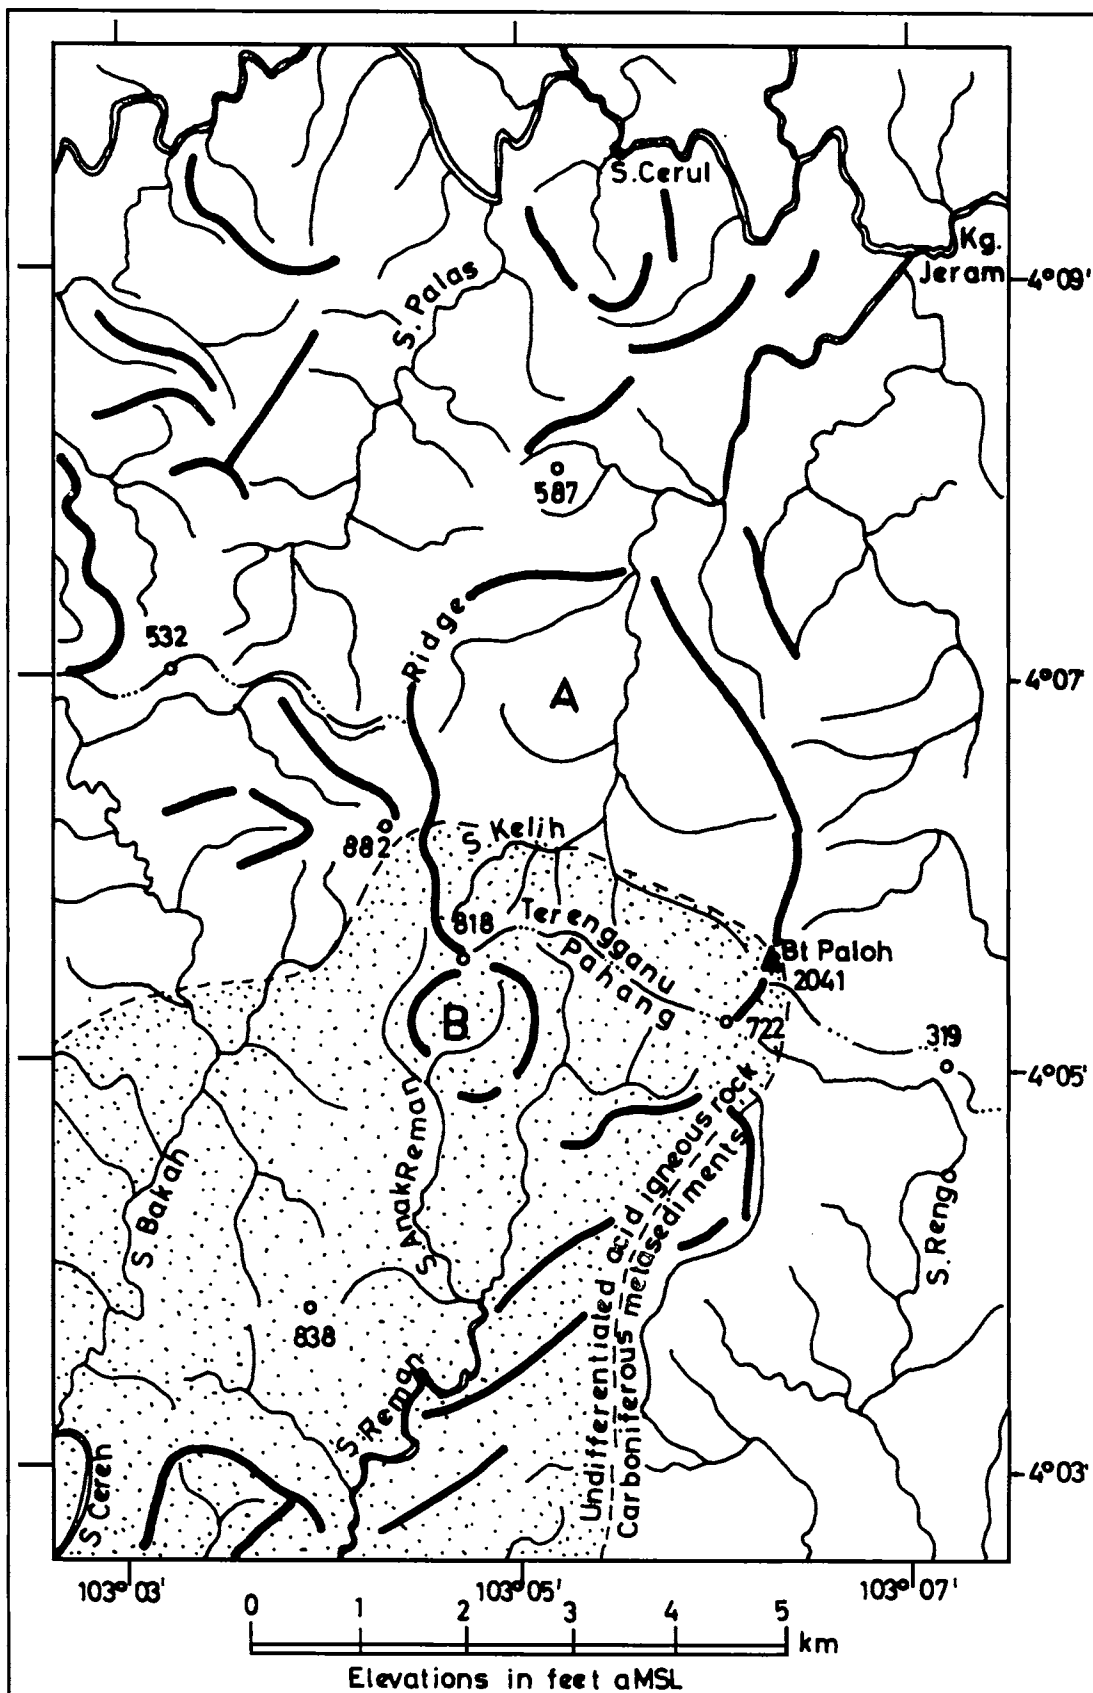 S.Cerul
Kg.
Jeram
4°09'
S. Palas
587
Ridge
532
A
4°07'
S Kelih
882
818
Terengganu
Pahang
Bt Paloh
2041
B
722
319
4°05'
S. Anak Reman
S. Bakah
Undifferentiated acid igneous rock
Carboniferous metasediments
S. Rengo
838
S. Reman
S Cereh
4°03'
103°03'
103°05'
103°07'
0 1 2 3 4 5
km
Elevations in feet aMSL